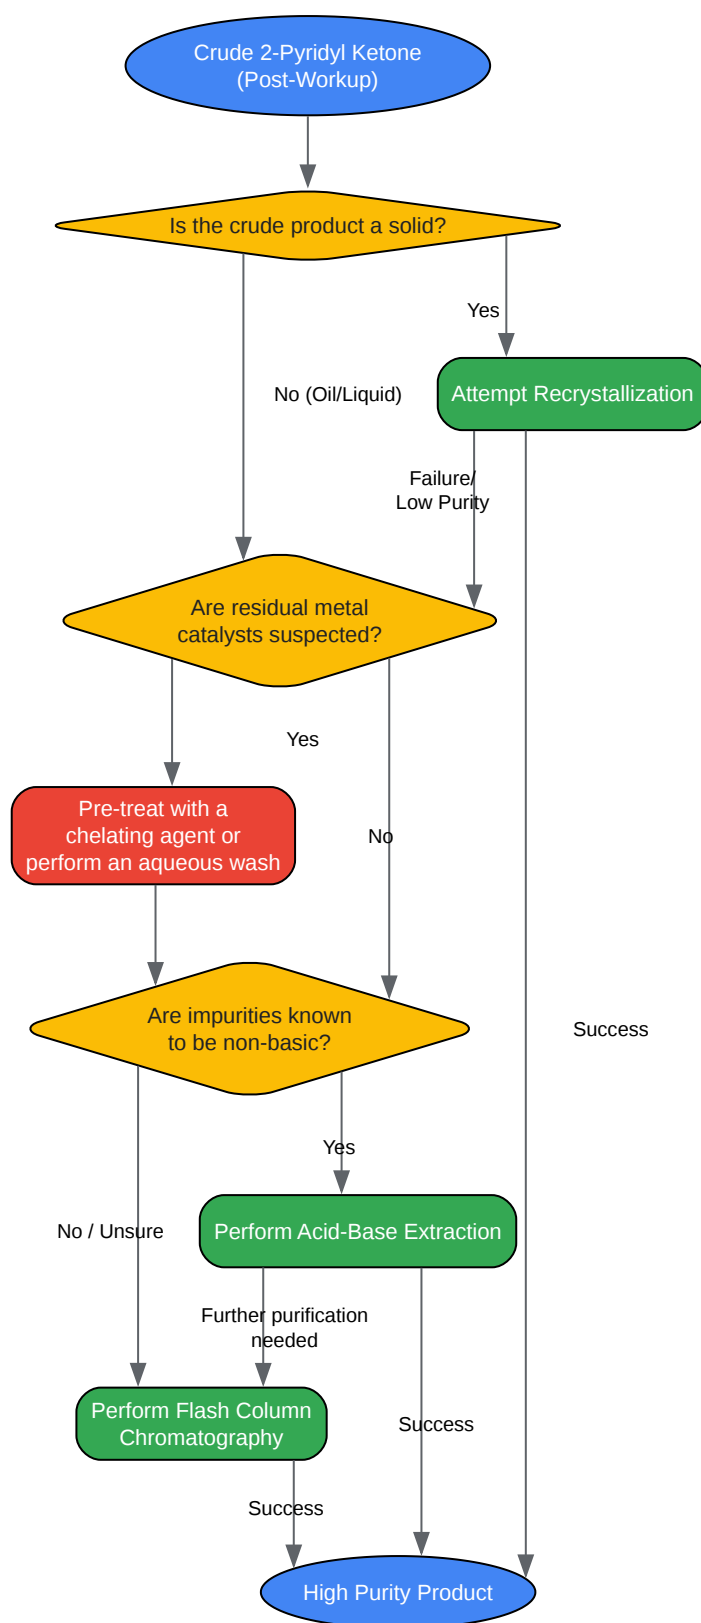 Crude 2-Pyridyl Ketone
(Post-Workup)
Is the crude product a solid?
Yes
No (Oil/Liquid)
Attempt Recrystallization
Failure/
Low Purity
Are residual metal
catalysts suspected?
Yes
Pre-treat with a
chelating agent or
perform an aqueous wash
No
Are impurities known
to be non-basic?
Success
Yes
No / Unsure
Perform Acid-Base Extraction
Further purification
needed
Perform Flash Column
Chromatography
Success
Success
High Purity Product